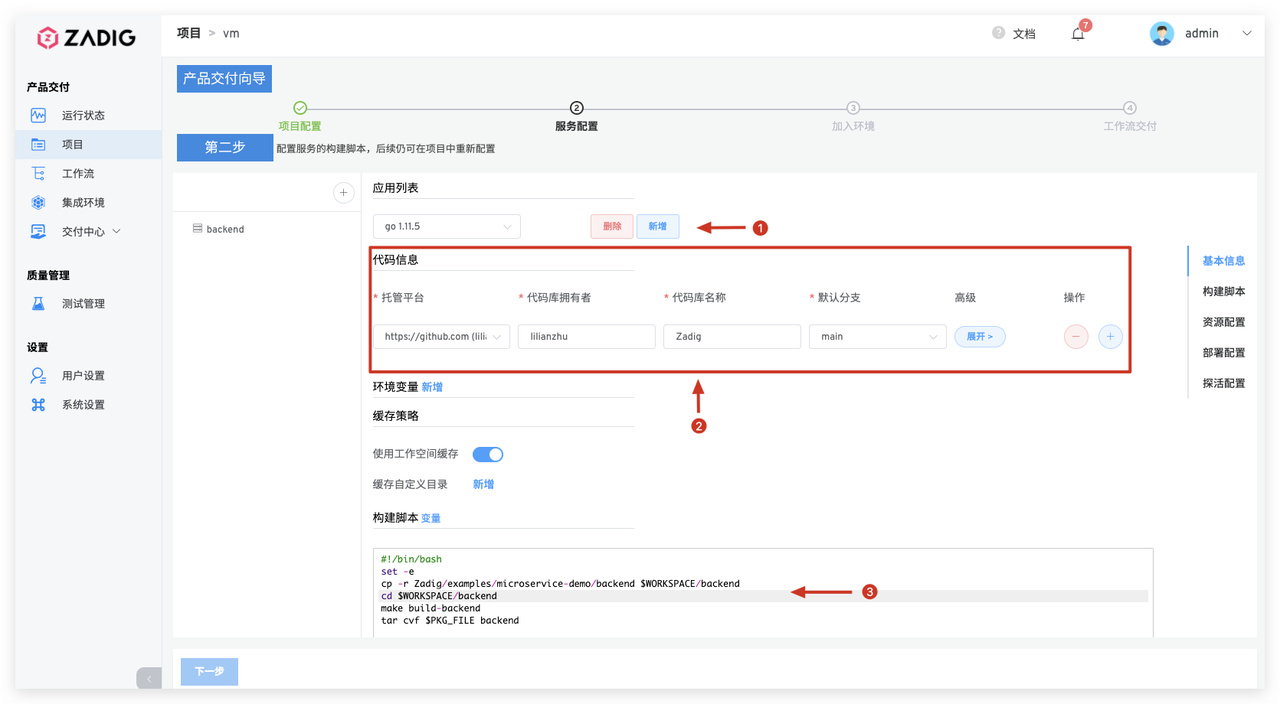 ZADIG
项目 > vm
? 文档
7
admin
产品交付
运行状态
项目
工作流
集成环境
交付中心
质量管理
测试管理
设置
用户设置
系统设置
产品交付向导
2 3 4
项目配置 服务配置 加入环境 工作流交付
第二步 配置服务的构建脚本，后续仍可在项目中重新配置
+
backend
应用列表
go 1.11.5 删除 新增 1
代码信息
* 托管平台 * 代码库拥有者 * 代码库名称 * 默认分支 高级 操作
https://github.com (lili lilianzhu Zadig main 展开 > − +
环境变量 新增
2
缓存策略
使用工作空间缓存
缓存自定义目录 新增
构建脚本 变量
#!/bin/bash
set -e
cp -r Zadig/examples/microservice-demo/backend $WORKSPACE/backend
cd $WORKSPACE/backend 3
make build-backend
tar cvf $PKG_FILE backend
基本信息
构建脚本
资源配置
部署配置
探活配置
下一步